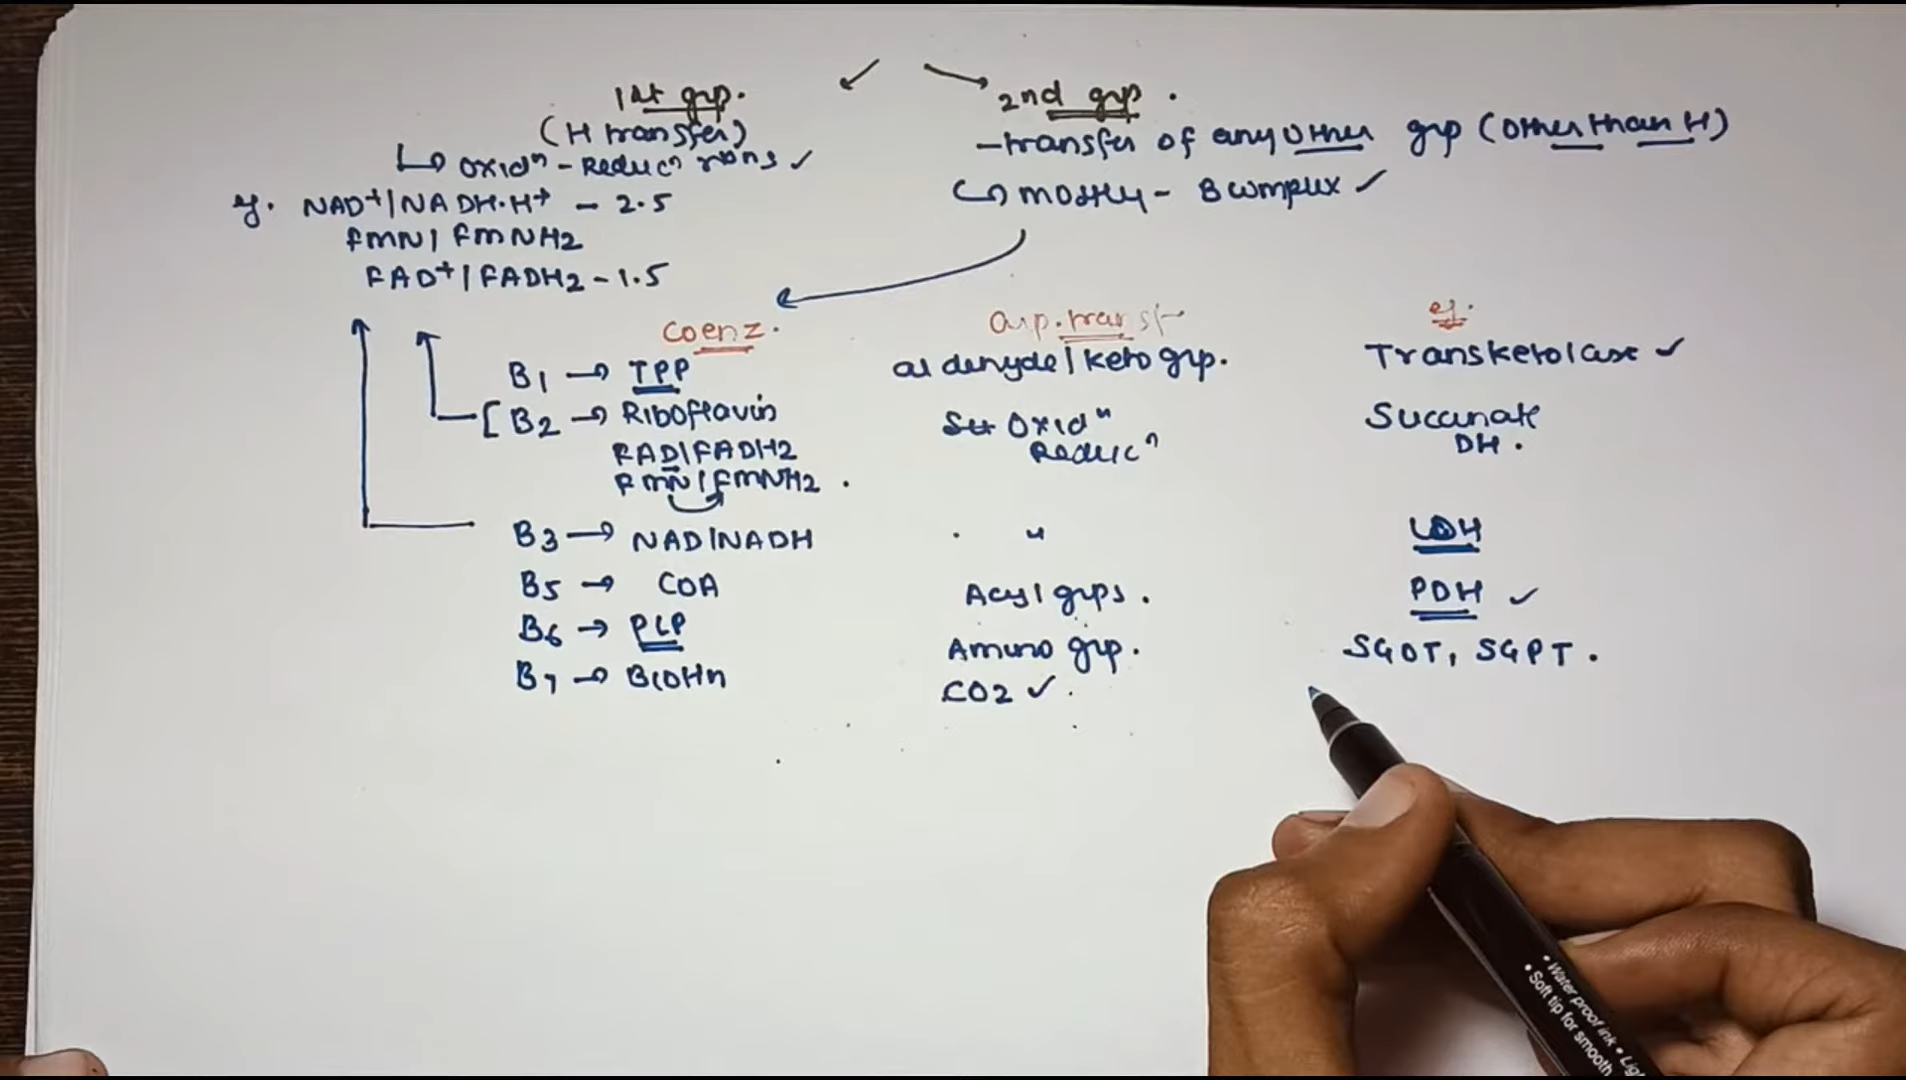 1st grp.
(H transfer)
↳ oxidⁿ - Reducⁿ rxns ✓
eg. NAD+/NADH.H+ - 2.5
FMN/FMNH2
FAD+/FADH2 - 1.5
2nd grp.
- transfer of any other grp (other than H)
↳ mostly - B complex ✓
coenz. Grp. transf eg.
B1 → TPP aldehyde/keto grp. Transketolase ✓
[B2 → Riboflavin Oxidⁿ Succinate
FAD/FADH2 Reducⁿ DH.
FMN/FMNH2.
B3 → NAD/NADH " LDH
B5 → COA Acyl grps. PDH ✓
B6 → PLP Amino grp. SGOT, SGPT.
B7 → Biotin CO2 ✓.
• Water proof ink •
• Soft tip for smooth